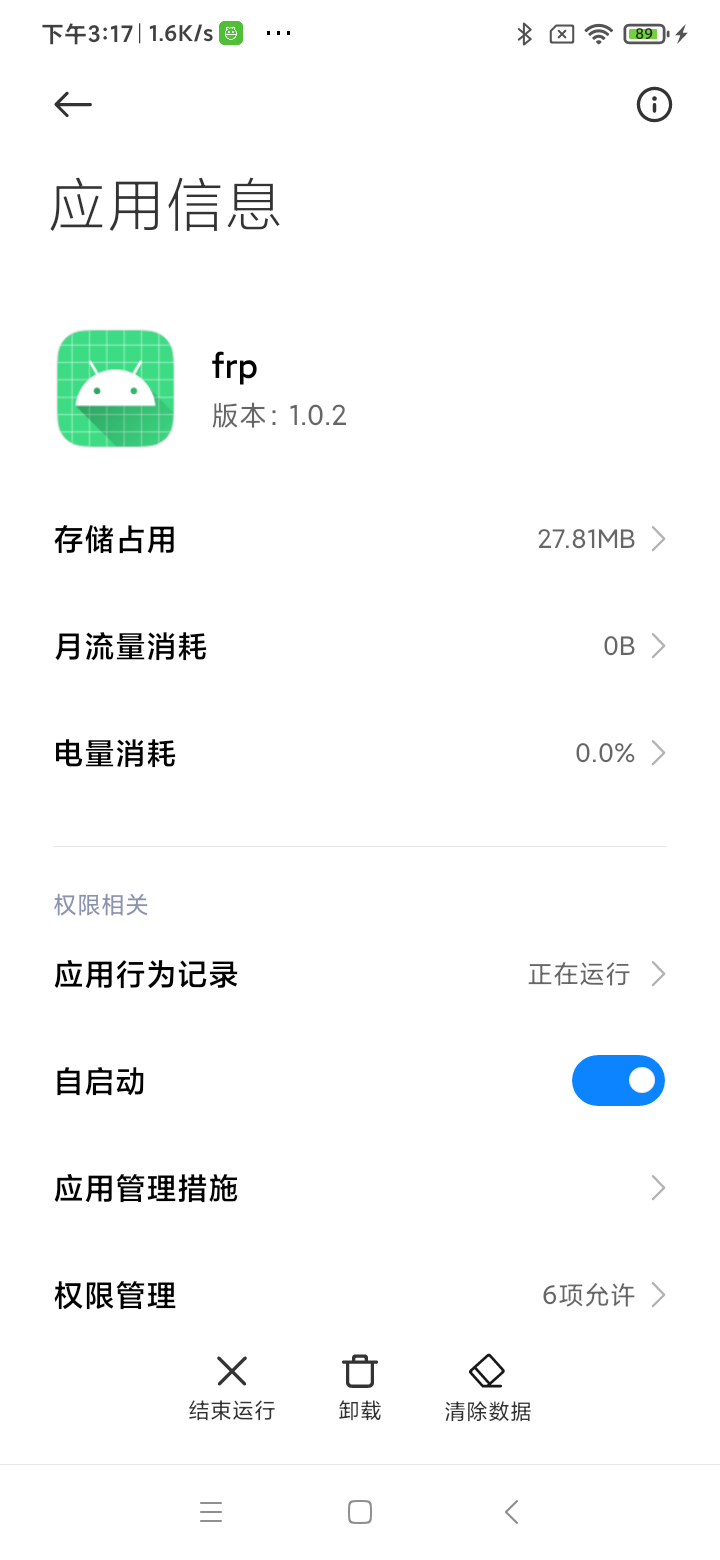 下午3:17 | 1.6K/s ... 89
应用信息
frp
版本：1.0.2
存储占用 27.81MB
月流量消耗 0B
电量消耗 0.0%
权限相关
应用行为记录 正在运行
自启动
应用管理措施
权限管理 6项允许
结束运行 卸载 清除数据